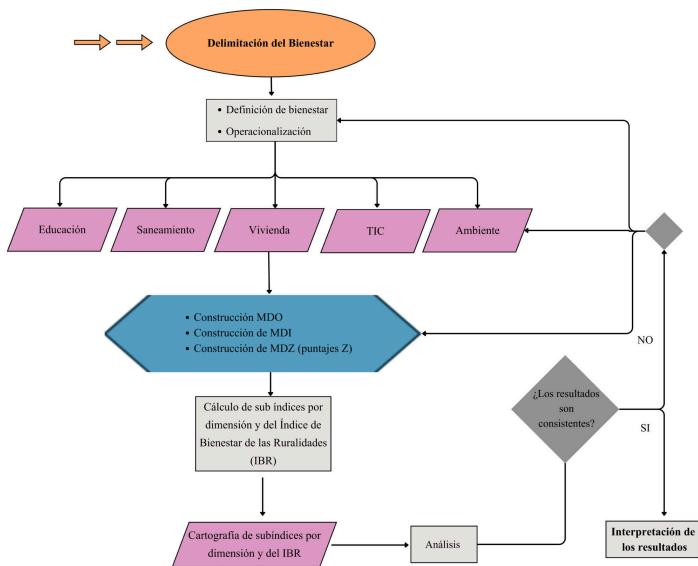 Delimitación del Bienestar
• Definición de bienestar
• Operacionalización
Educación
Saneamiento
Vivienda
TIC
Ambiente
• Construcción MDO
• Construcción de MDI
• Construcción de MDZ (puntajes Z)
NO
¿Los resultados
son
consistentes?
SI
Cálculo de sub índices por
dimensión y del Índice de
Bienestar de las Ruralidades
(IBR)
Cartografía de subíndices por
dimensión y del IBR
Análisis
Interpretación de
los resultados